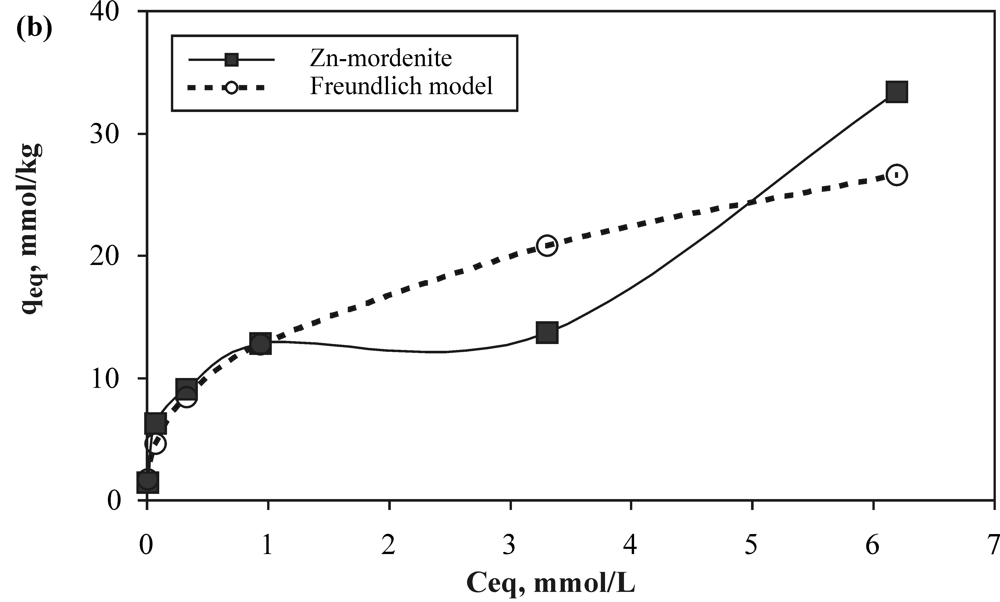 (b)
40
30
20
10
0
qeq, mmol/kg
Zn-mordenite
Freundlich model
0 1 2 3 4 5 6 7
Ceq, mmol/L